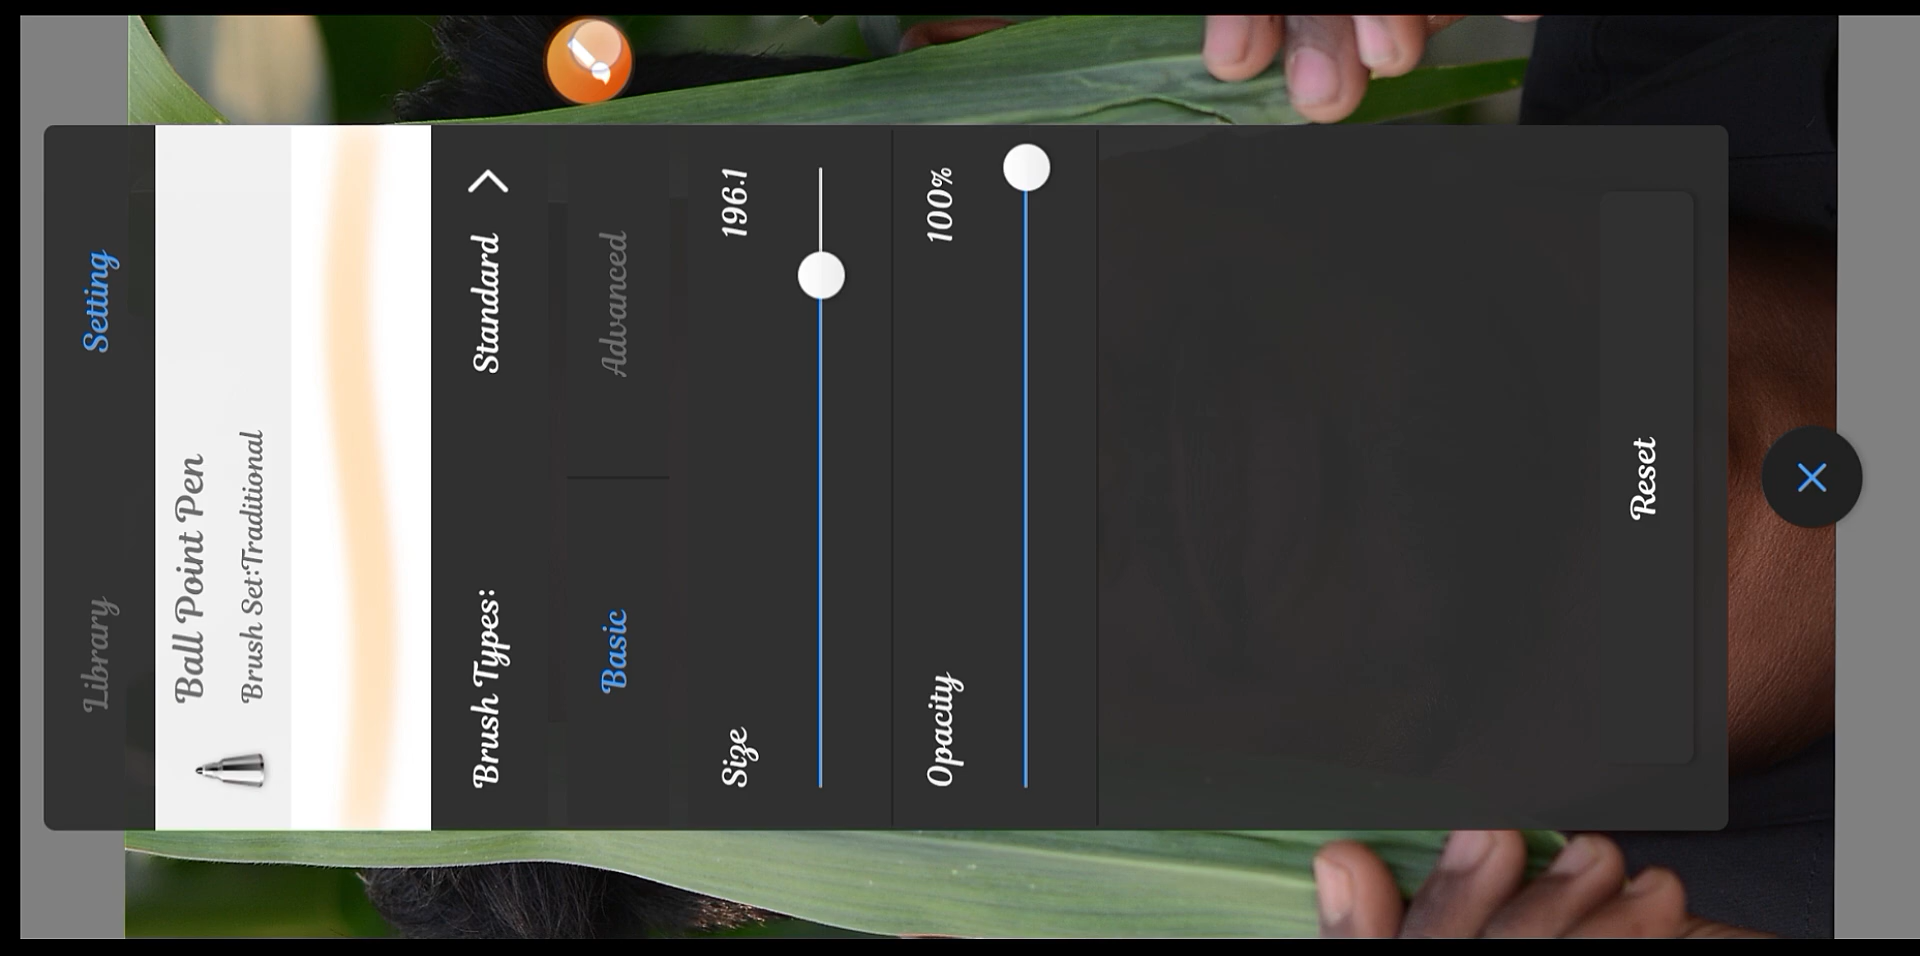 Library Setting
Ball Point Pen
Brush Set:Traditional
Brush Types: Standard
Basic Advanced
Size 196.1
Opacity 100%
Reset